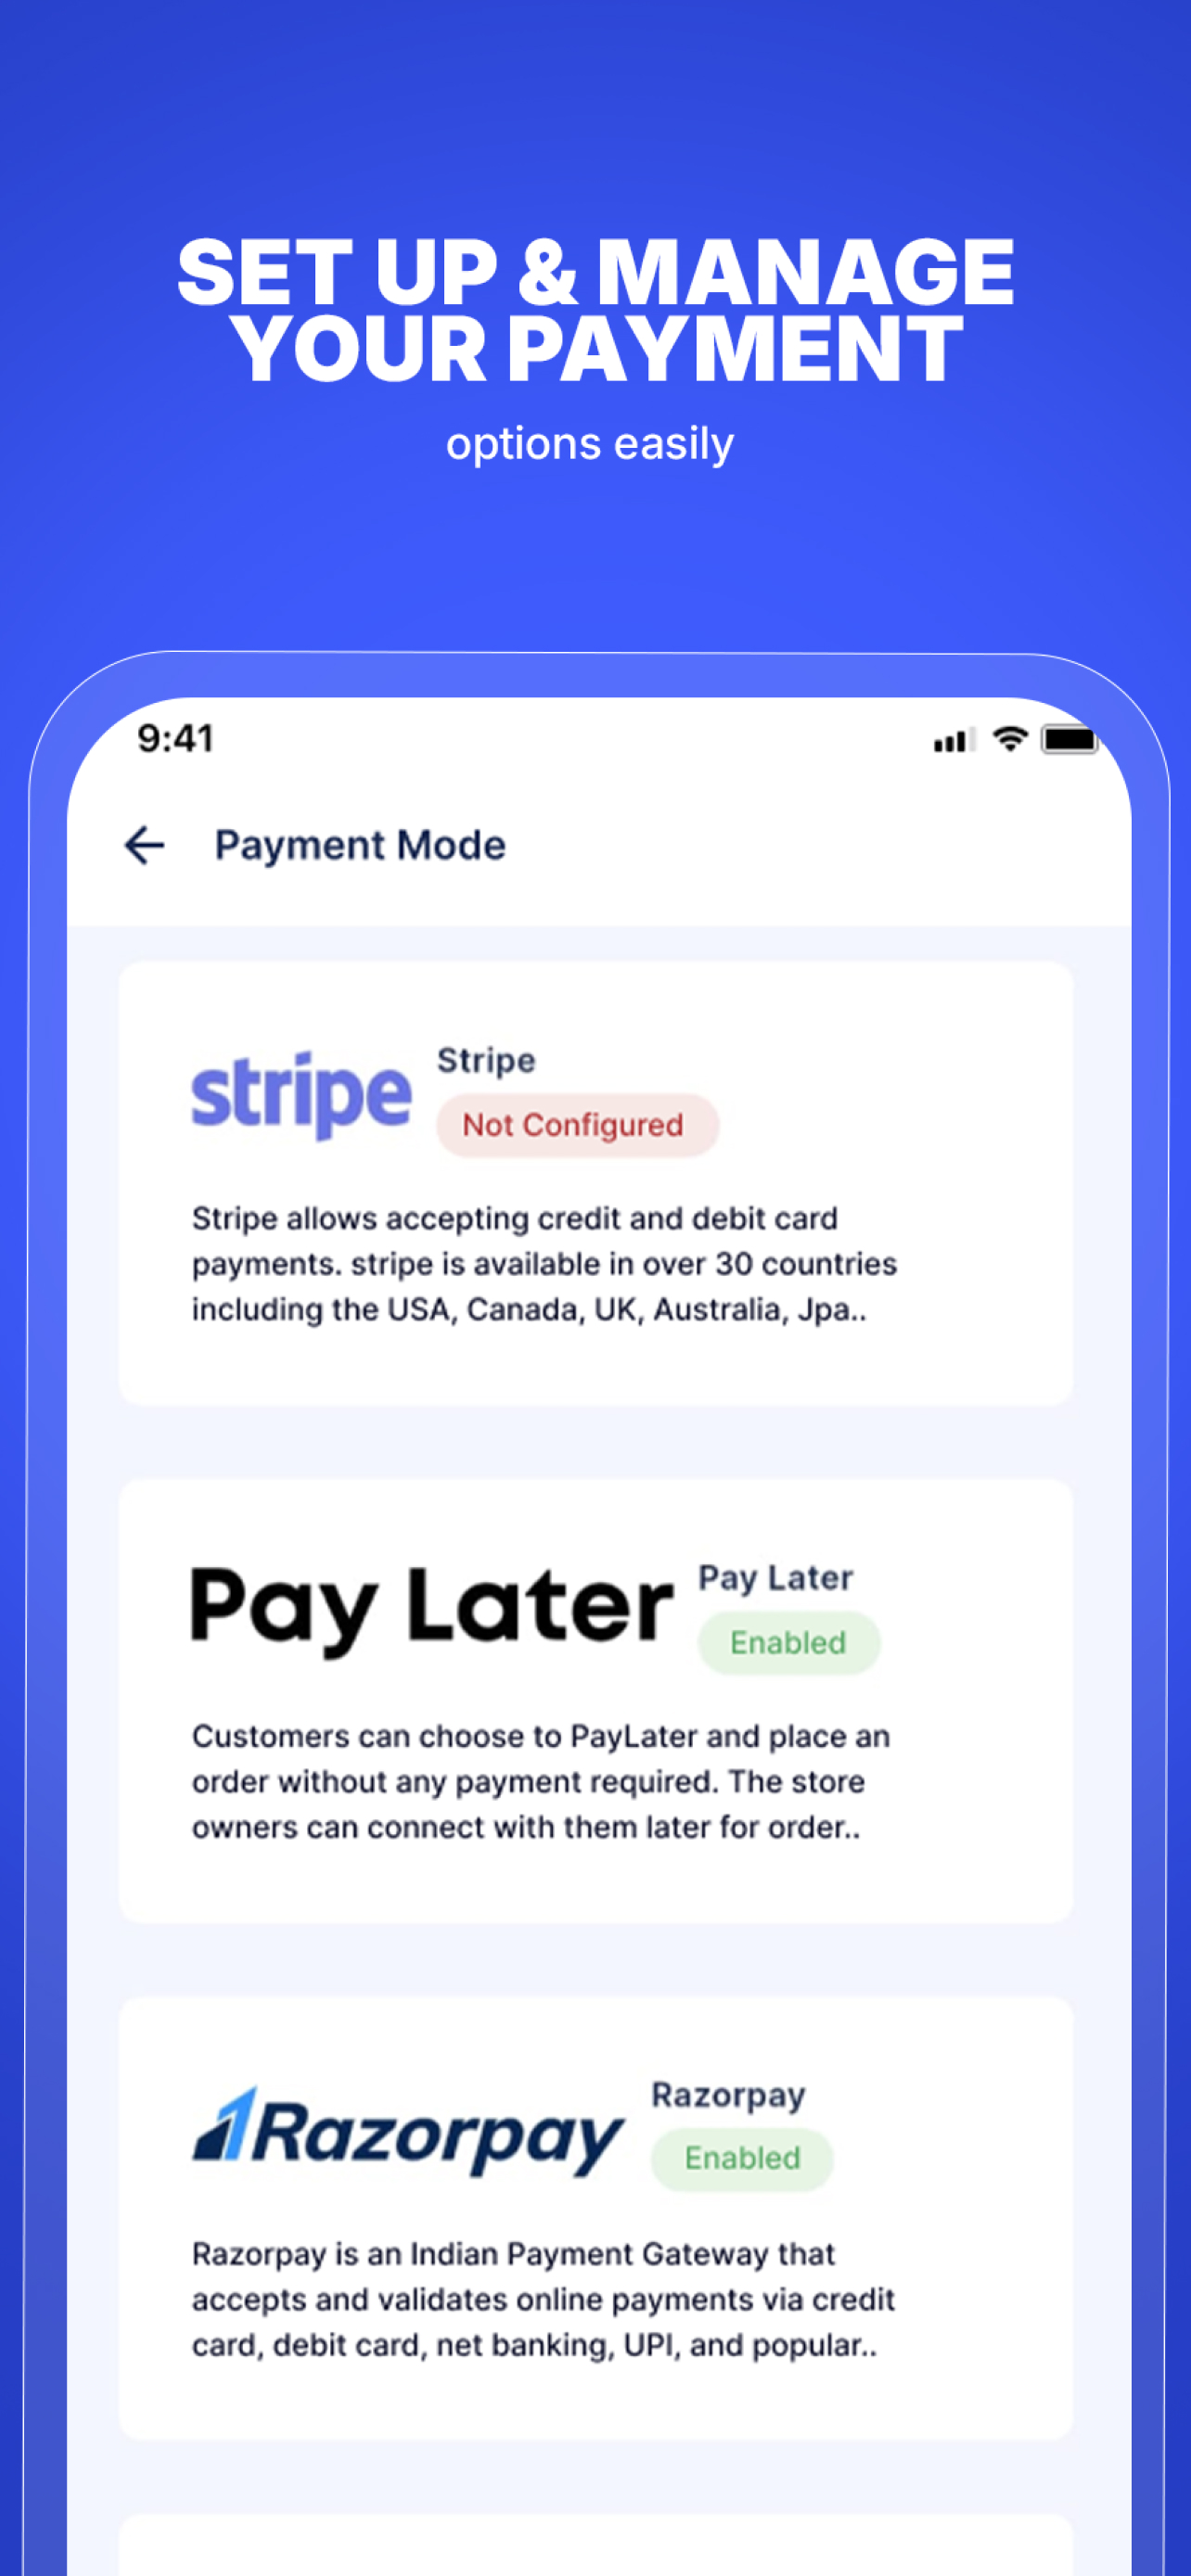 SET UP & MANAGE
YOUR PAYMENT
options easily
9:41
Payment Mode
stripe
Stripe
Not Configured
Stripe allows accepting credit and debit card
payments. stripe is available in over 30 countries
including the USA, Canada, UK, Australia, Jpa..
Pay Later
Pay Later
Enabled
Customers can choose to PayLater and place an
order without any payment required. The store
owners can connect with them later for order..
Razorpay
Razorpay
Enabled
Razorpay is an Indian Payment Gateway that
accepts and validates online payments via credit
card, debit card, net banking, UPI, and popular..